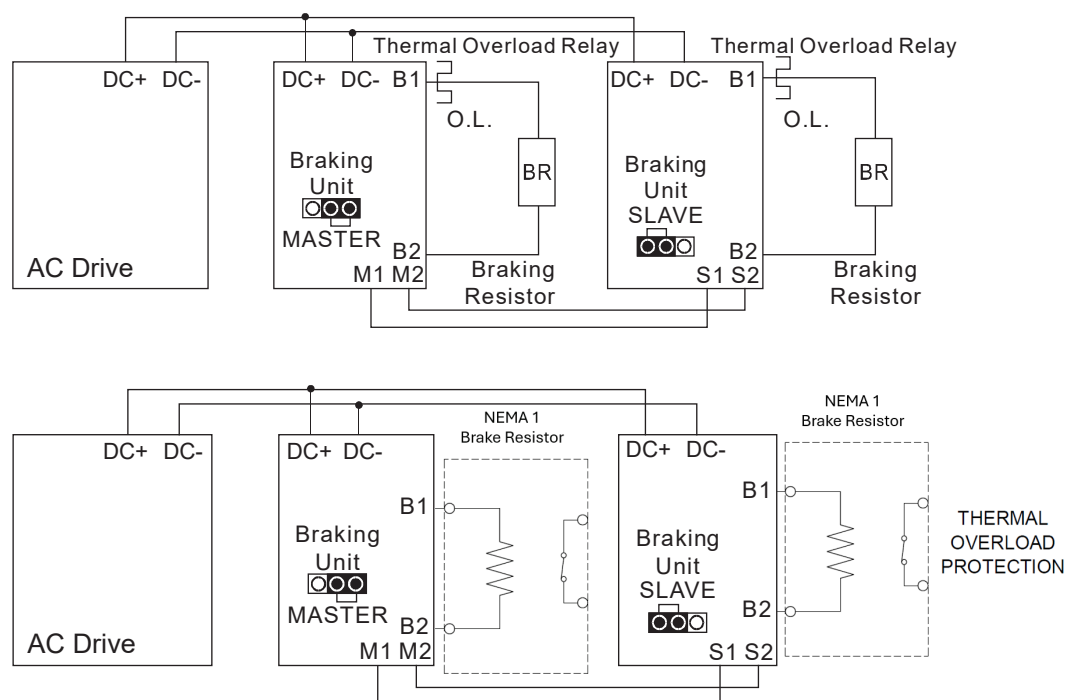 Thermal Overload Relay
Thermal Overload Relay
DC+ DC-
DC+ DC- B1
DC+ DC- B1
O.L.
O.L.
Braking
Unit
MASTER
BR
Braking
Unit
SLAVE
BR
AC Drive
B2
B2
M1 M2
Braking
Resistor
S1 S2
Braking
Resistor
NEMA 1
Brake Resistor
NEMA 1
Brake Resistor
DC+ DC-
DC+ DC-
DC+ DC-
B1
B1
Braking
Unit
MASTER
Braking
Unit
SLAVE
THERMAL
OVERLOAD
PROTECTION
B2
B2
AC Drive
M1 M2
S1 S2